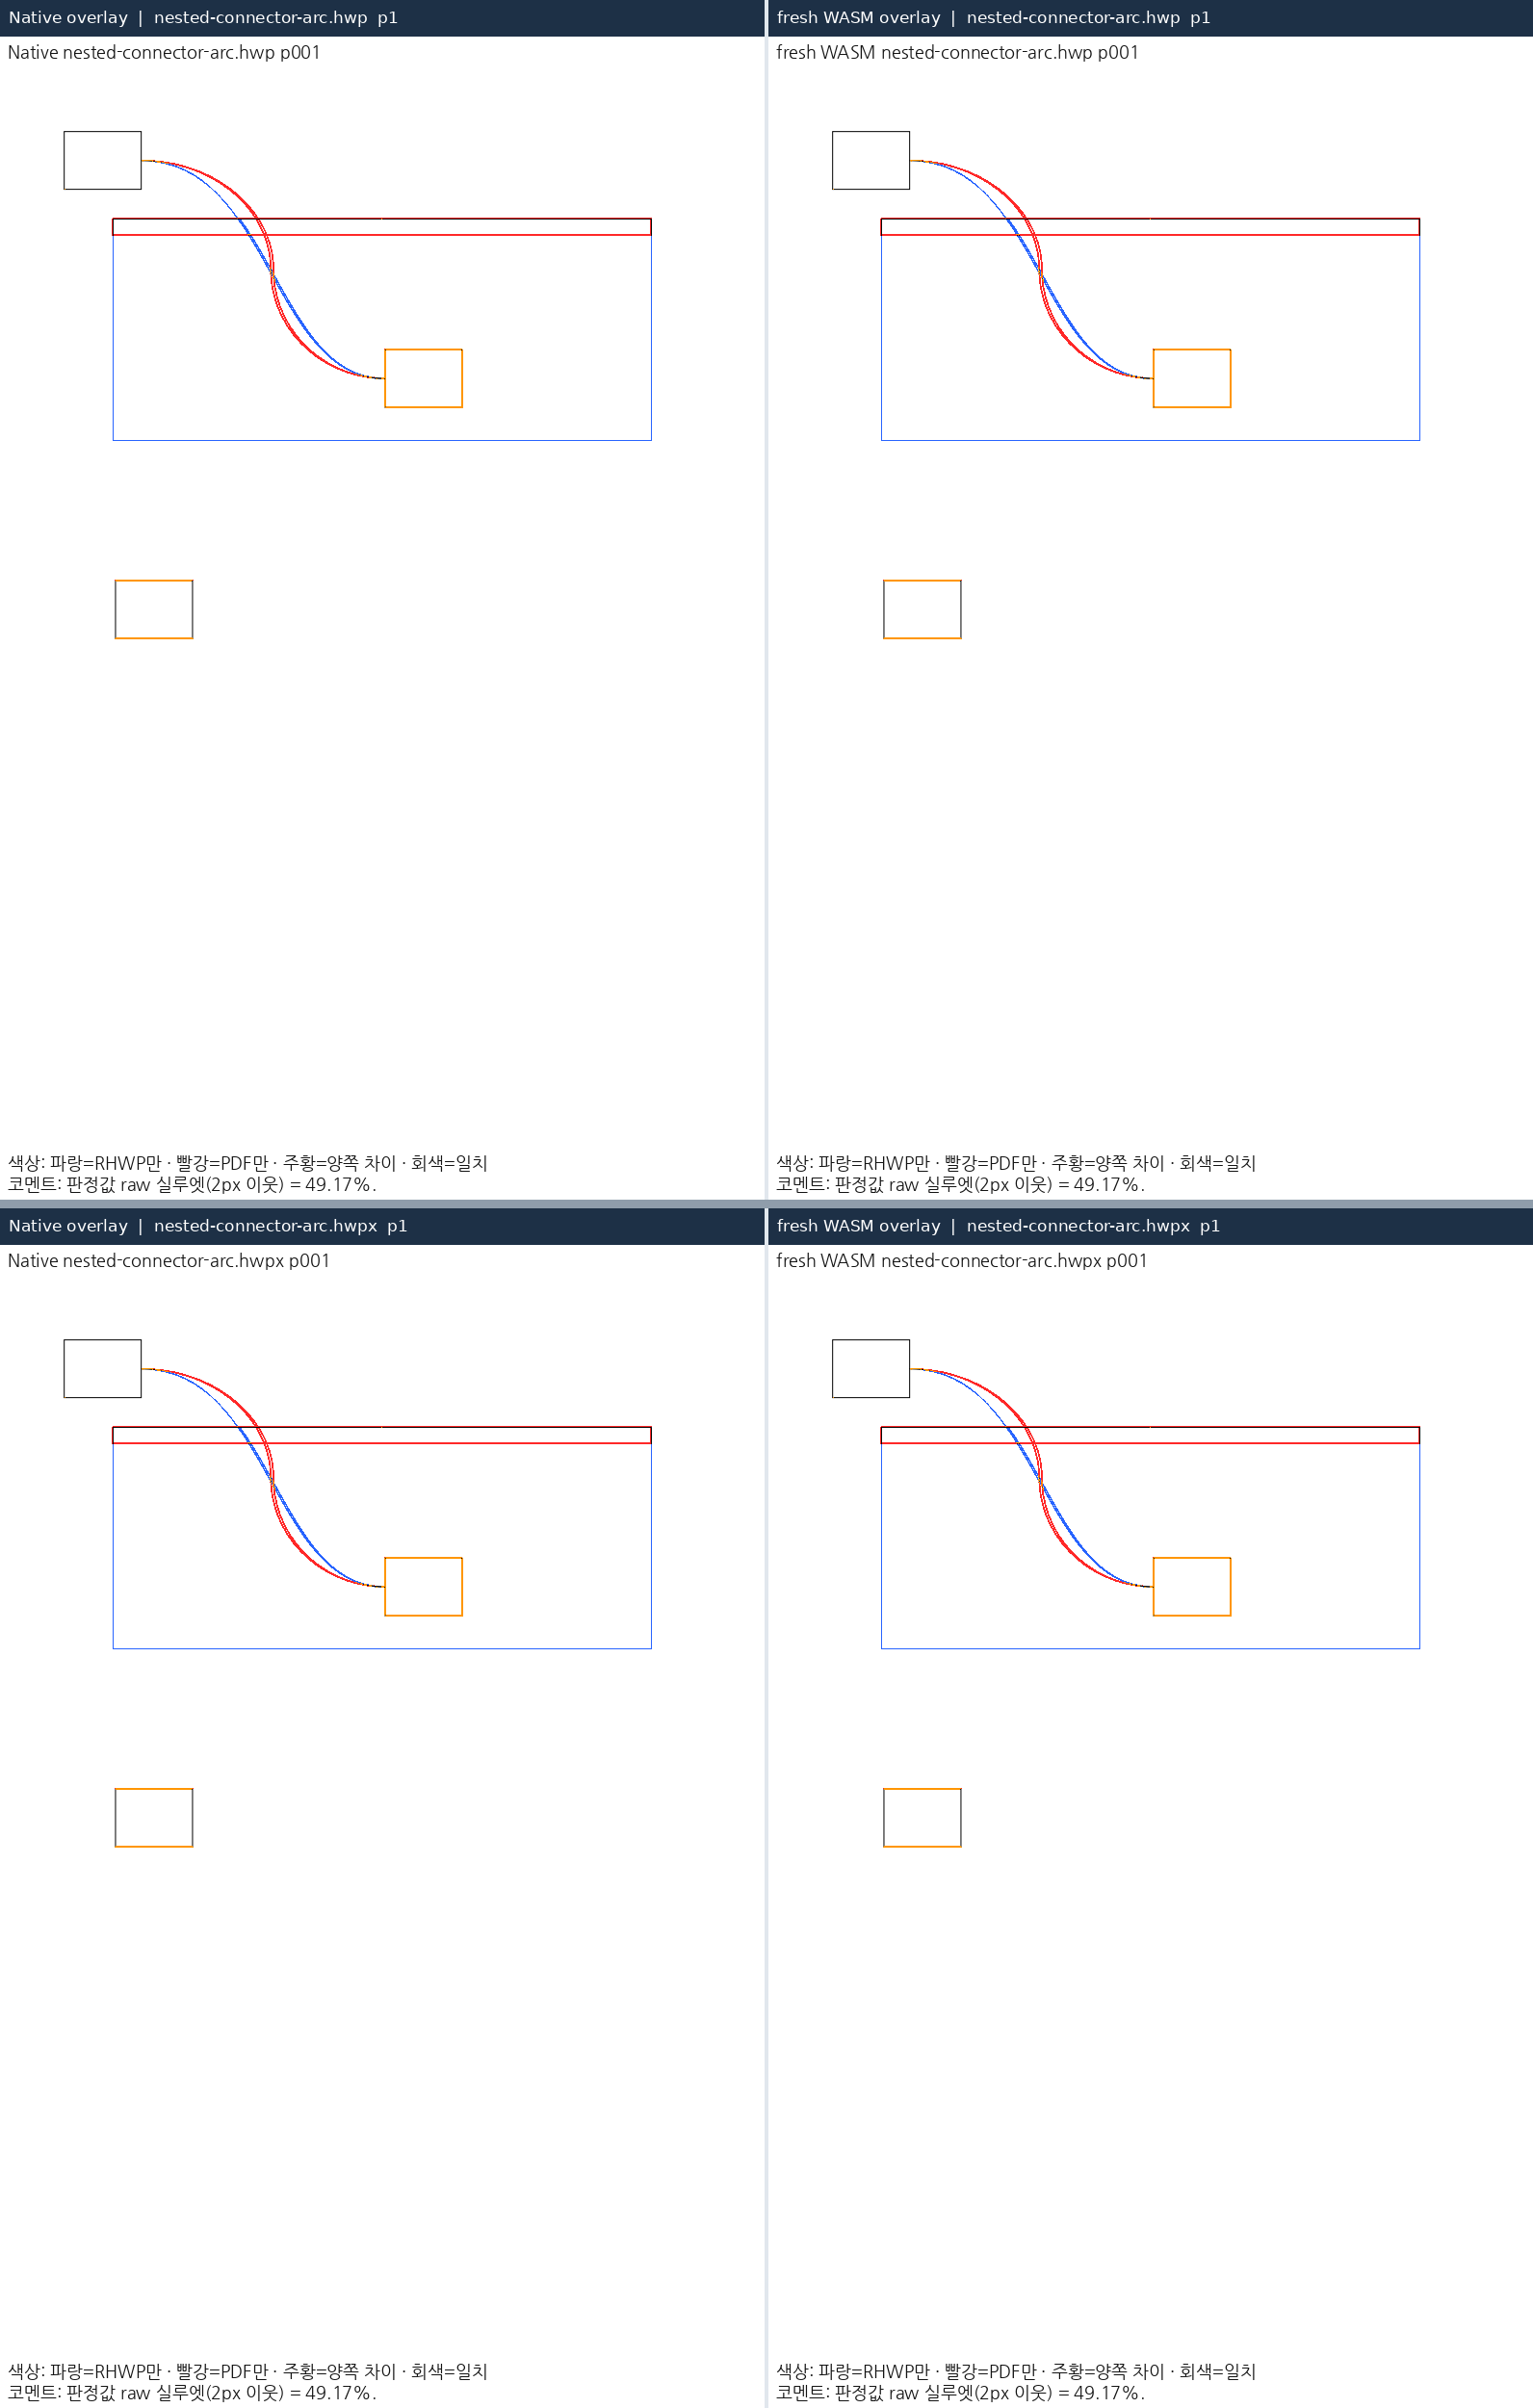 Native overlay | nested-connector-arc.hwp p1
Native nested-connector-arc.hwp p001
색상: 파랑=RHWP만 · 빨강=PDF만 · 주황=양쪽 차이 · 회색=일치
코멘트: 판정값 raw 실루엣(2px 이웃) = 49.17%.
fresh WASM overlay | nested-connector-arc.hwp p1
fresh WASM nested-connector-arc.hwp p001
색상: 파랑=RHWP만 · 빨강=PDF만 · 주황=양쪽 차이 · 회색=일치
코멘트: 판정값 raw 실루엣(2px 이웃) = 49.17%.
Native overlay | nested-connector-arc.hwpx p1
Native nested-connector-arc.hwpx p001
색상: 파랑=RHWP만 · 빨강=PDF만 · 주황=양쪽 차이 · 회색=일치
코멘트: 판정값 raw 실루엣(2px 이웃) = 49.17%.
fresh WASM overlay | nested-connector-arc.hwpx p1
fresh WASM nested-connector-arc.hwpx p001
색상: 파랑=RHWP만 · 빨강=PDF만 · 주황=양쪽 차이 · 회색=일치
코멘트: 판정값 raw 실루엣(2px 이웃) = 49.17%.